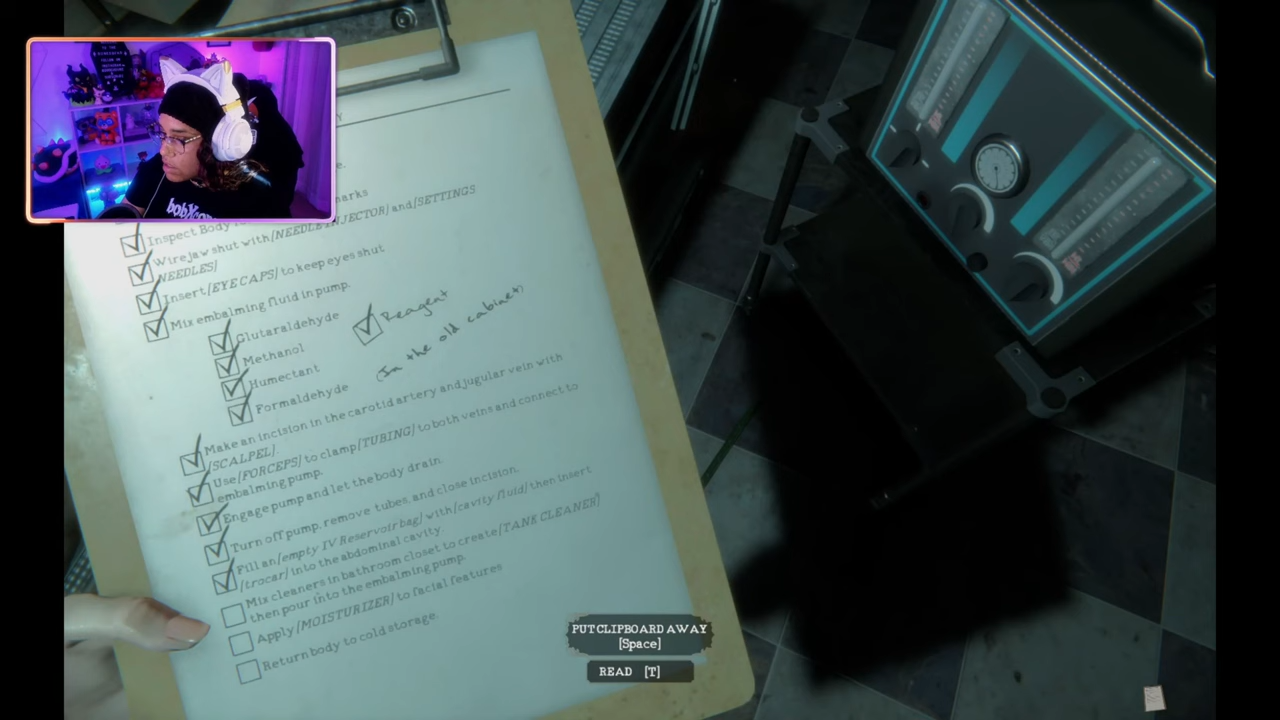 marks
Inspect Body
Wire jaw shut with [NEEDLE INJECTOR] and [SETTINGS
NEEDLES]
Insert [EYE CAPS] to keep eyes shut
Mix embalming fluid in pump.
Glutaraldehyde
Reagent
Methanol
(In the old cabinet)
Humectant
Formaldehyde
Make an incision in the carotid artery and jugular vein with
[SCALPEL]
Use [FORCEPS] to clamp [TUBING] to both veins and connect to
embalming pump.
Engage pump and let the body drain.
Turn off pump, remove tubes, and close incision.
Fill an [empty IV Reservoir bag] with [cavity fluid] then insert
[trocar] into the abdominal cavity.
Mix cleaners in bathroom closet to create [TANK CLEANER]
then pour into the embalming pump.
Apply [MOISTURIZER] to facial features
Return body to cold storage.
PUT CLIPBOARD AWAY
[Space]
READ [T]